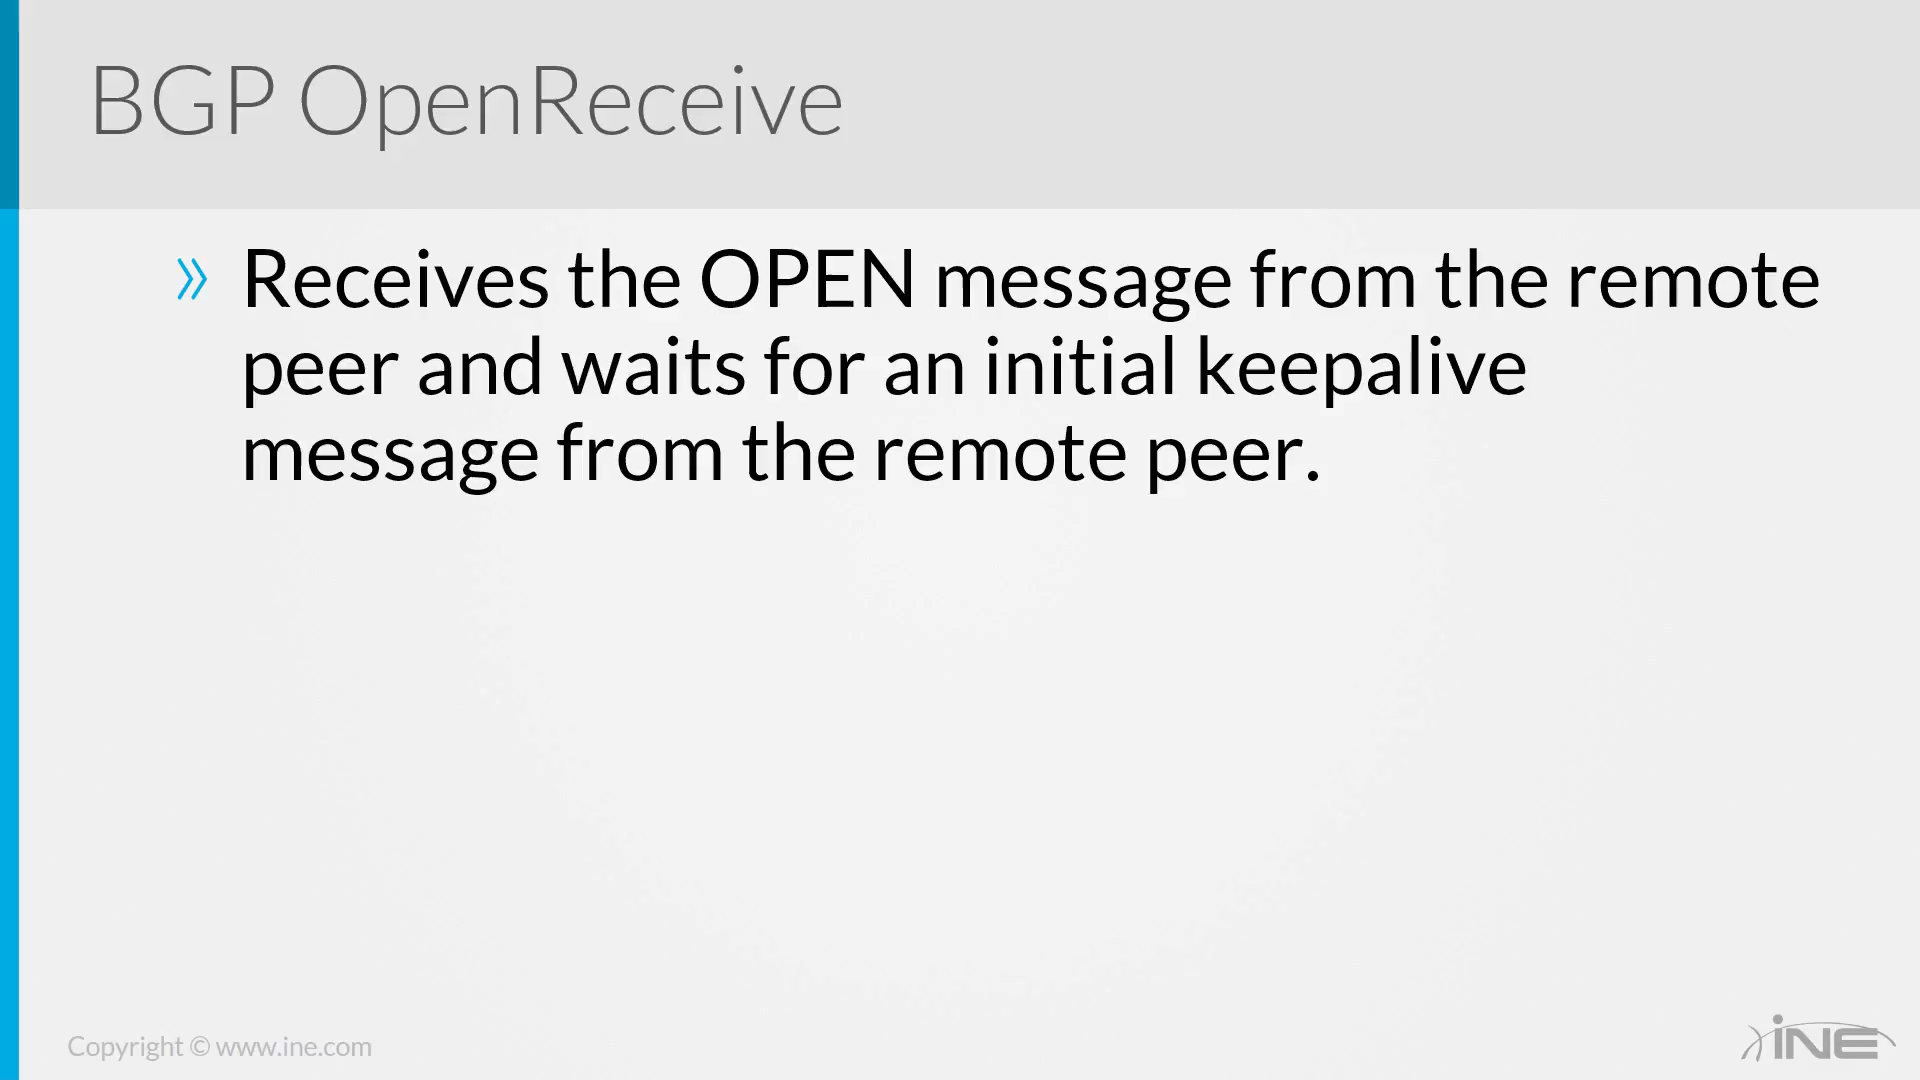 BGP OpenReceive
» Receives the OPEN message from the remote
peer and waits for an initial keepalive
message from the remote peer.
Copyright © www.ine.com
iNE